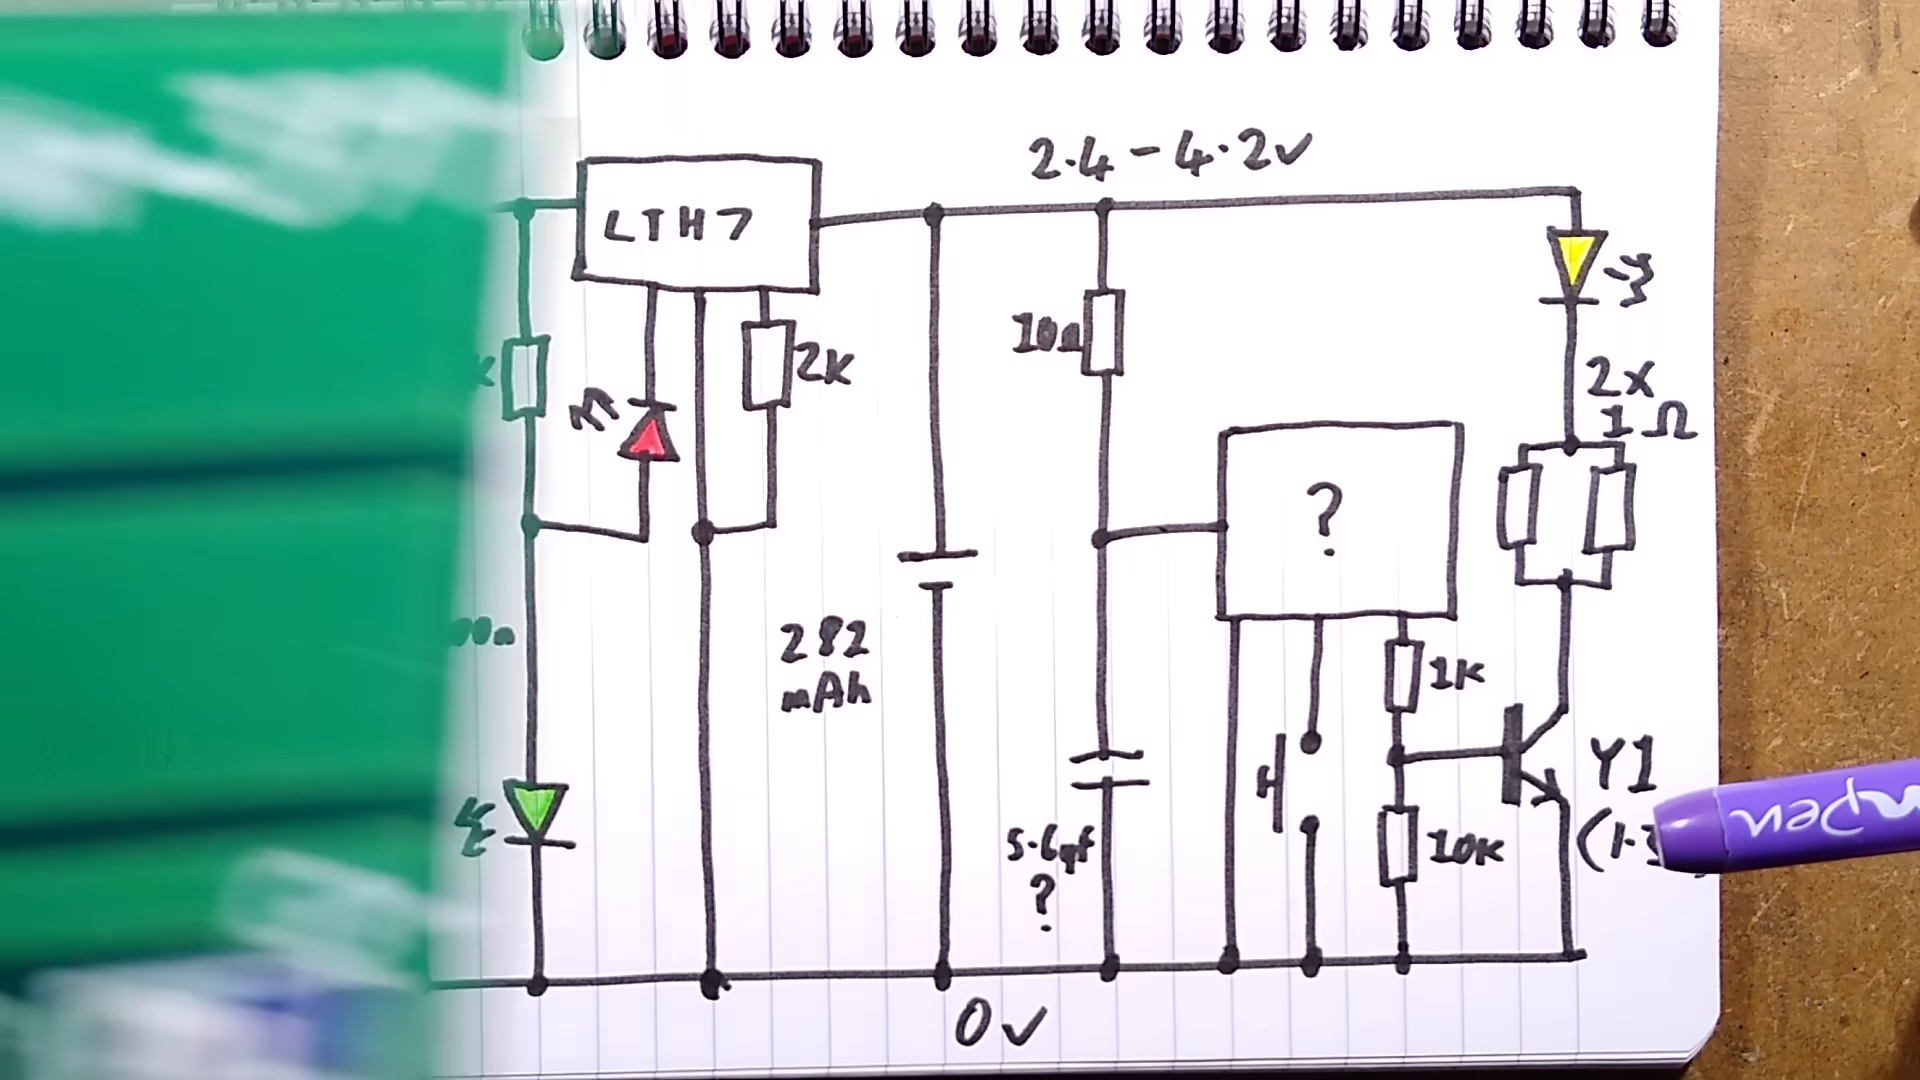 2.4 - 4.2v
LTH7
10Ω
2K
2x
1Ω
?
282
mAh
1K
Y1
5.6µf
?
10K
0v